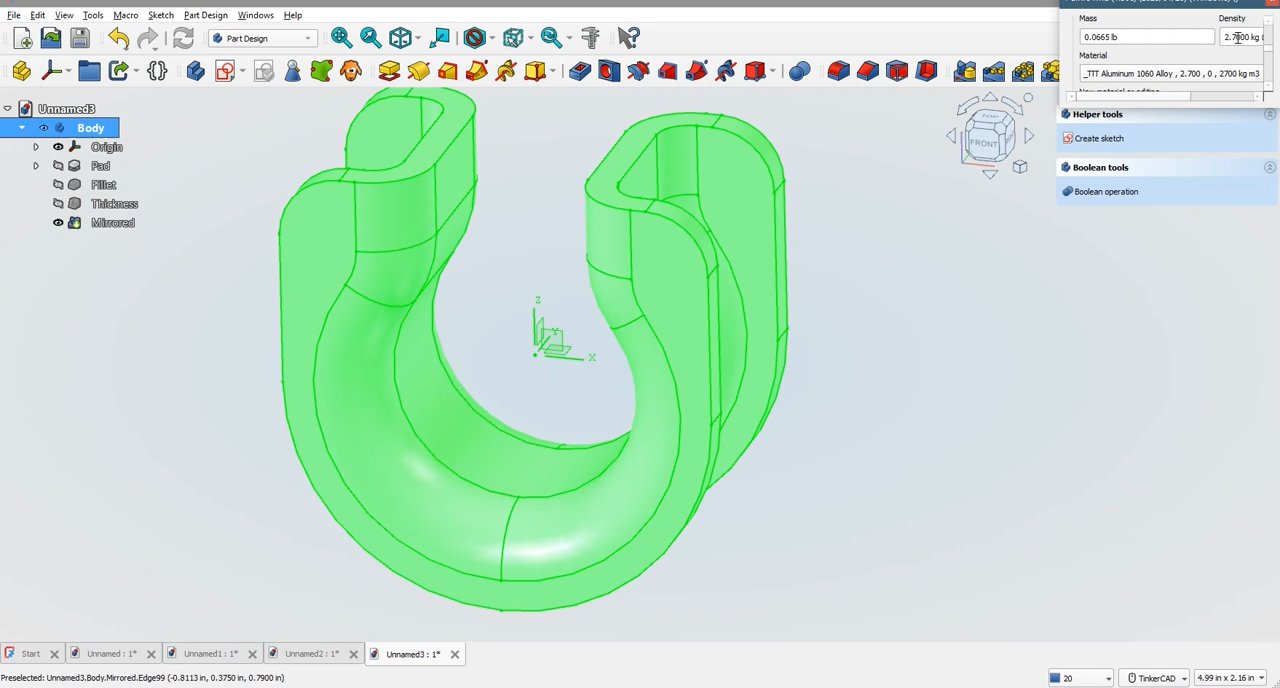 File Edit View Tools Macro Sketch Part Design Windows Help
Part Design
Mass Density
0.0665 lb
Material
_TTT Aluminum 1060 Alloy , 2.700 , 0 , 2700 kg m3
Helper tools
Create sketch
Boolean tools
Boolean operation
Unnamed3
Body
Origin
Pad
Fillet
Thickness
Mirrored
FRONT
Z
X
Start Unnamed : 1* Unnamed1 : 1* Unnamed2 : 1* Unnamed3 : 1*
Preselected: Unnamed3.Body.Mirrored.Edge99 (-0.8113 in, 0.3750 in, 0.7900 in)
20 TinkerCAD 4.99 in x 2.16 in